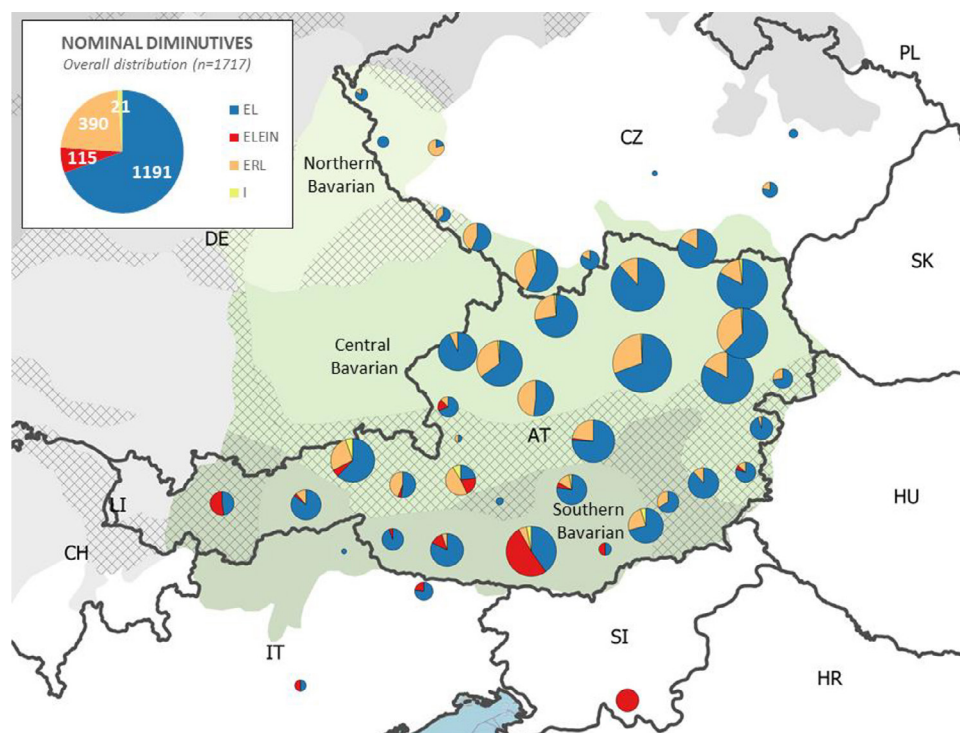 NOMINAL DIMINUTIVES
Overall distribution (n=1717)
21
390
115
1191
EL
ELEIN
ERL
I
PL
CZ
Northern
Bavarian
DE
SK
Central
Bavarian
AT
LI
Southern
Bavarian
HU
CH
SI
IT
HR